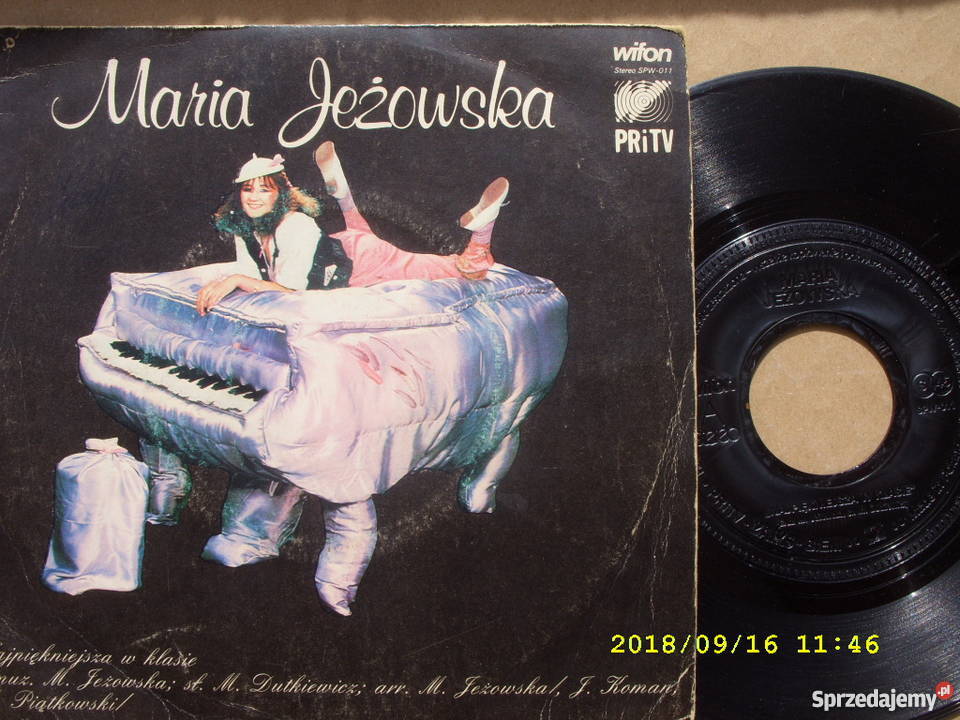 wifon
Stereo SPW-011
PRiTV
Maria Jeżowska
MARIA
JEŻOWSKA
A
ajpiękniejsza w klasie
muz. M. Jeżowska; sł. M. Dutkiewicz; arr. M. Jeżowska/, J. Koman,
Piątkowski/
2018/09/16 11:46
Sprzedajemy.pl